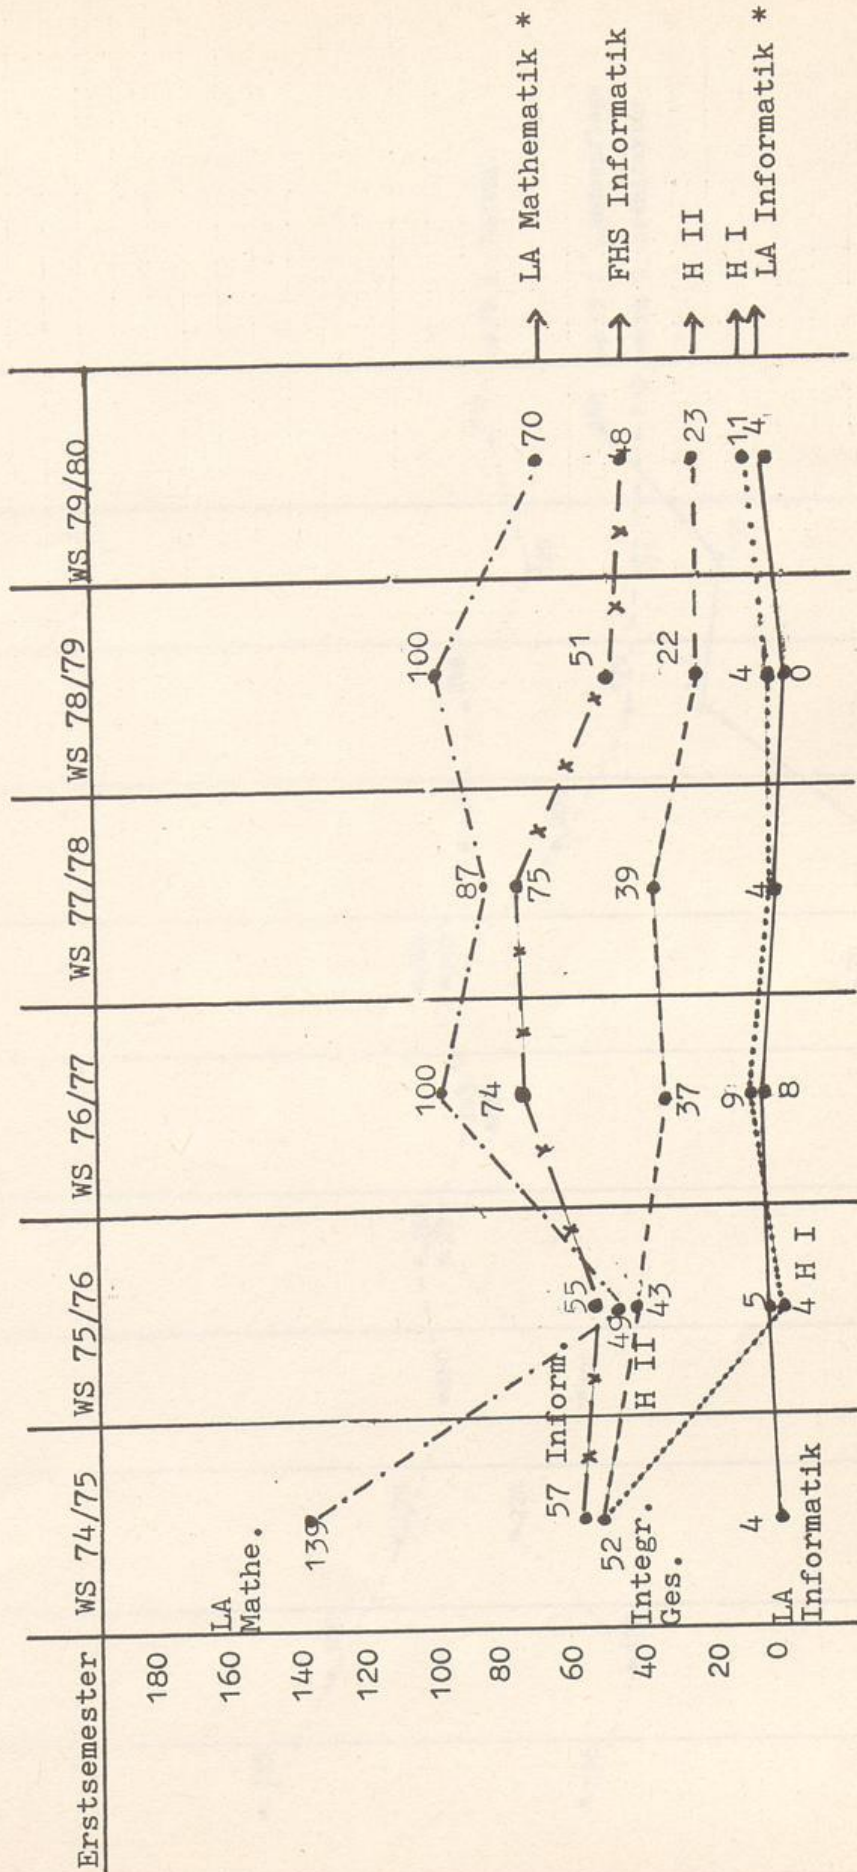 Erstsemester WS 74/75 WS 75/76 WS 76/77 WS 77/78 WS 78/79 WS 79/80
180
160
140
120
100
80
60
40
20
0
LA
Mathe.
139
49
100
87
100
70
LA Mathematik *
57 Inform.
55
74
75
51
48
FHS Informatik
52
Integr.
Ges.
H II
43
37
39
22
23
H II
4 H I
9
4
11
H I
LA
Informatik
4
5
8
4
0
4
LA Informatik *